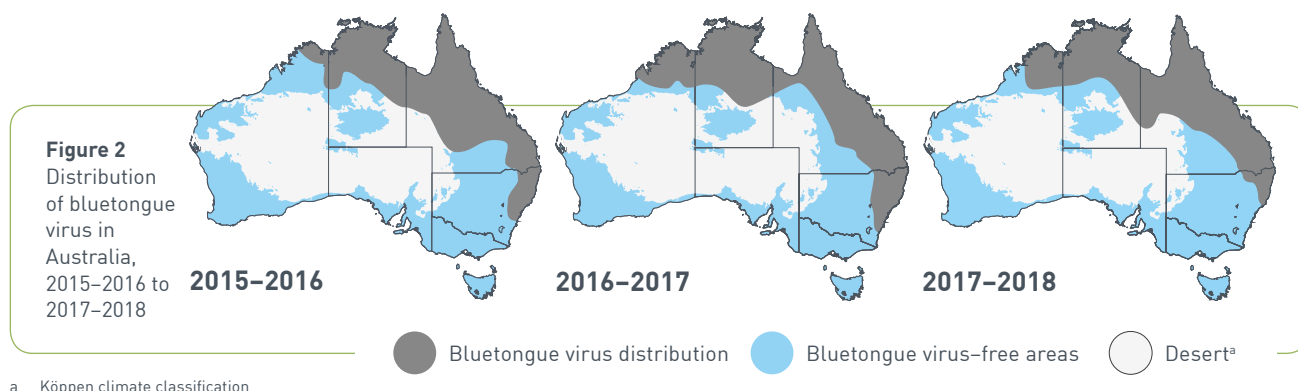 Figure 2
Distribution
of bluetongue
virus in
Australia,
2015–2016 to
2017–2018
2015–2016
2016–2017
2017–2018
Bluetongue virus distribution
Bluetongue virus–free areas
Desertᵃ
a Köppen climate classification